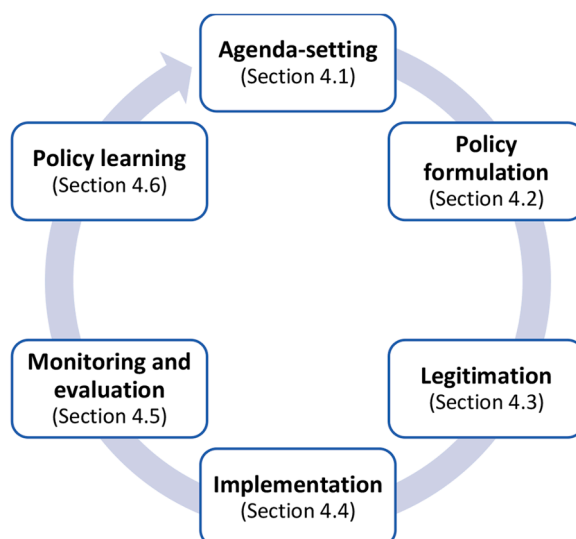 Agenda-setting
(Section 4.1)
Policy
formulation
(Section 4.2)
Legitimation
(Section 4.3)
Implementation
(Section 4.4)
Monitoring and
evaluation
(Section 4.5)
Policy learning
(Section 4.6)